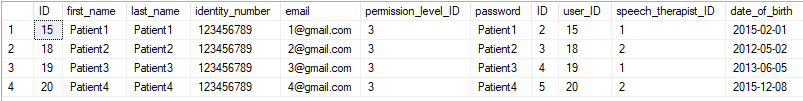 ID first_name last_name identity_number email permission_level_ID password ID user_ID speech_therapist_ID date_of_birth
1 15 Patient1 Patient1 123456789 1@gmail.com 3 Patient1 2 15 1 2015-02-01
2 18 Patient2 Patient2 123456789 2@gmail.com 3 Patient2 3 18 2 2012-05-02
3 19 Patient3 Patient3 123456789 3@gmail.com 3 Patient3 4 19 1 2013-06-05
4 20 Patient4 Patient4 123456789 4@gmail.com 3 Patient4 5 20 2 2015-12-08